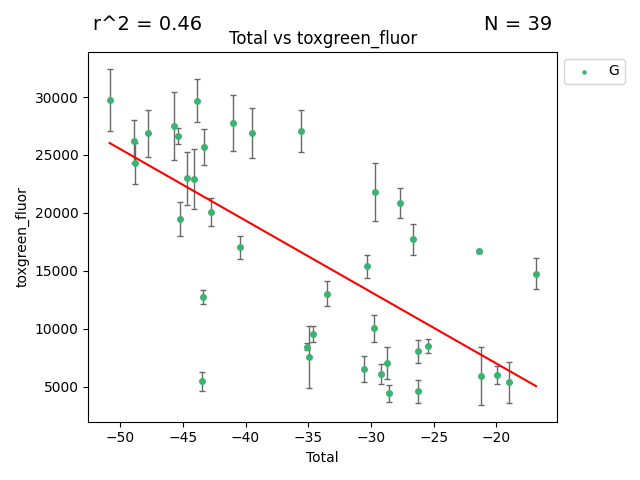 r^2 = 0.46
N = 39
Total vs toxgreen_fluor
G
toxgreen_fluor
30000
25000
20000
15000
10000
5000
−50
−45
−40
−35
−30
−25
−20
Total